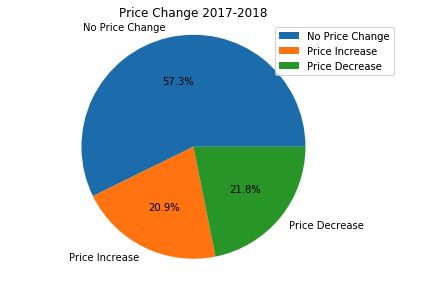 Price Change 2017-2018
No Price Change
No Price Change
Price Increase
Price Decrease
57.3%
21.8%
20.9%
Price Decrease
Price Increase